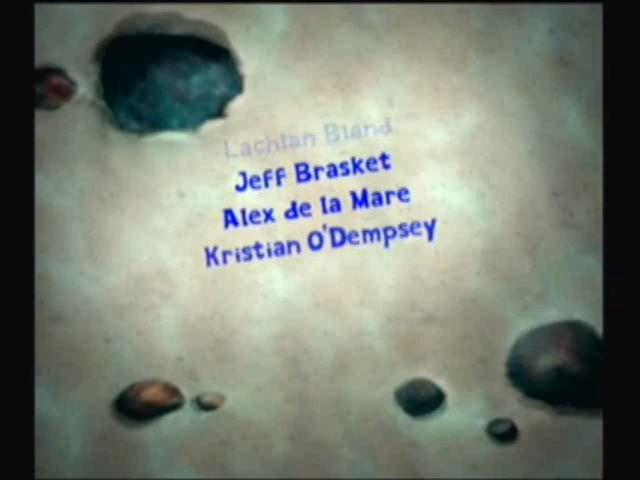 Lachlan Bland
Jeff Brasket
Alex de la Mare
Kristian O'Dempsey